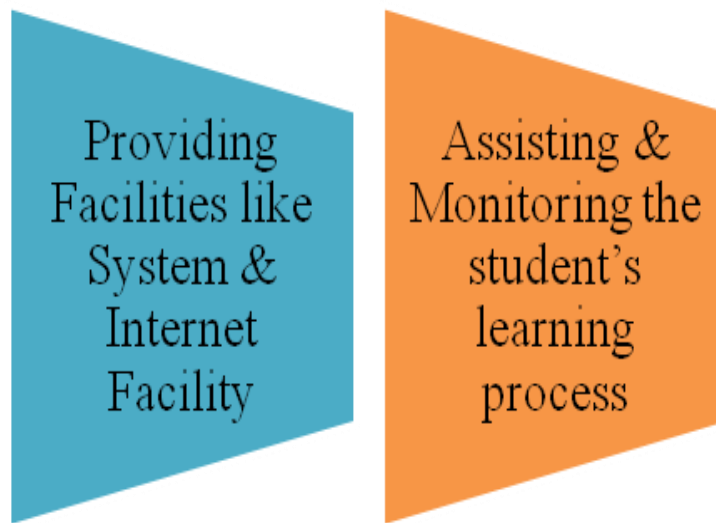 Providing
Facilities like
System &
Internet
Facility
Assisting &
Monitoring the
student’s
learning
process